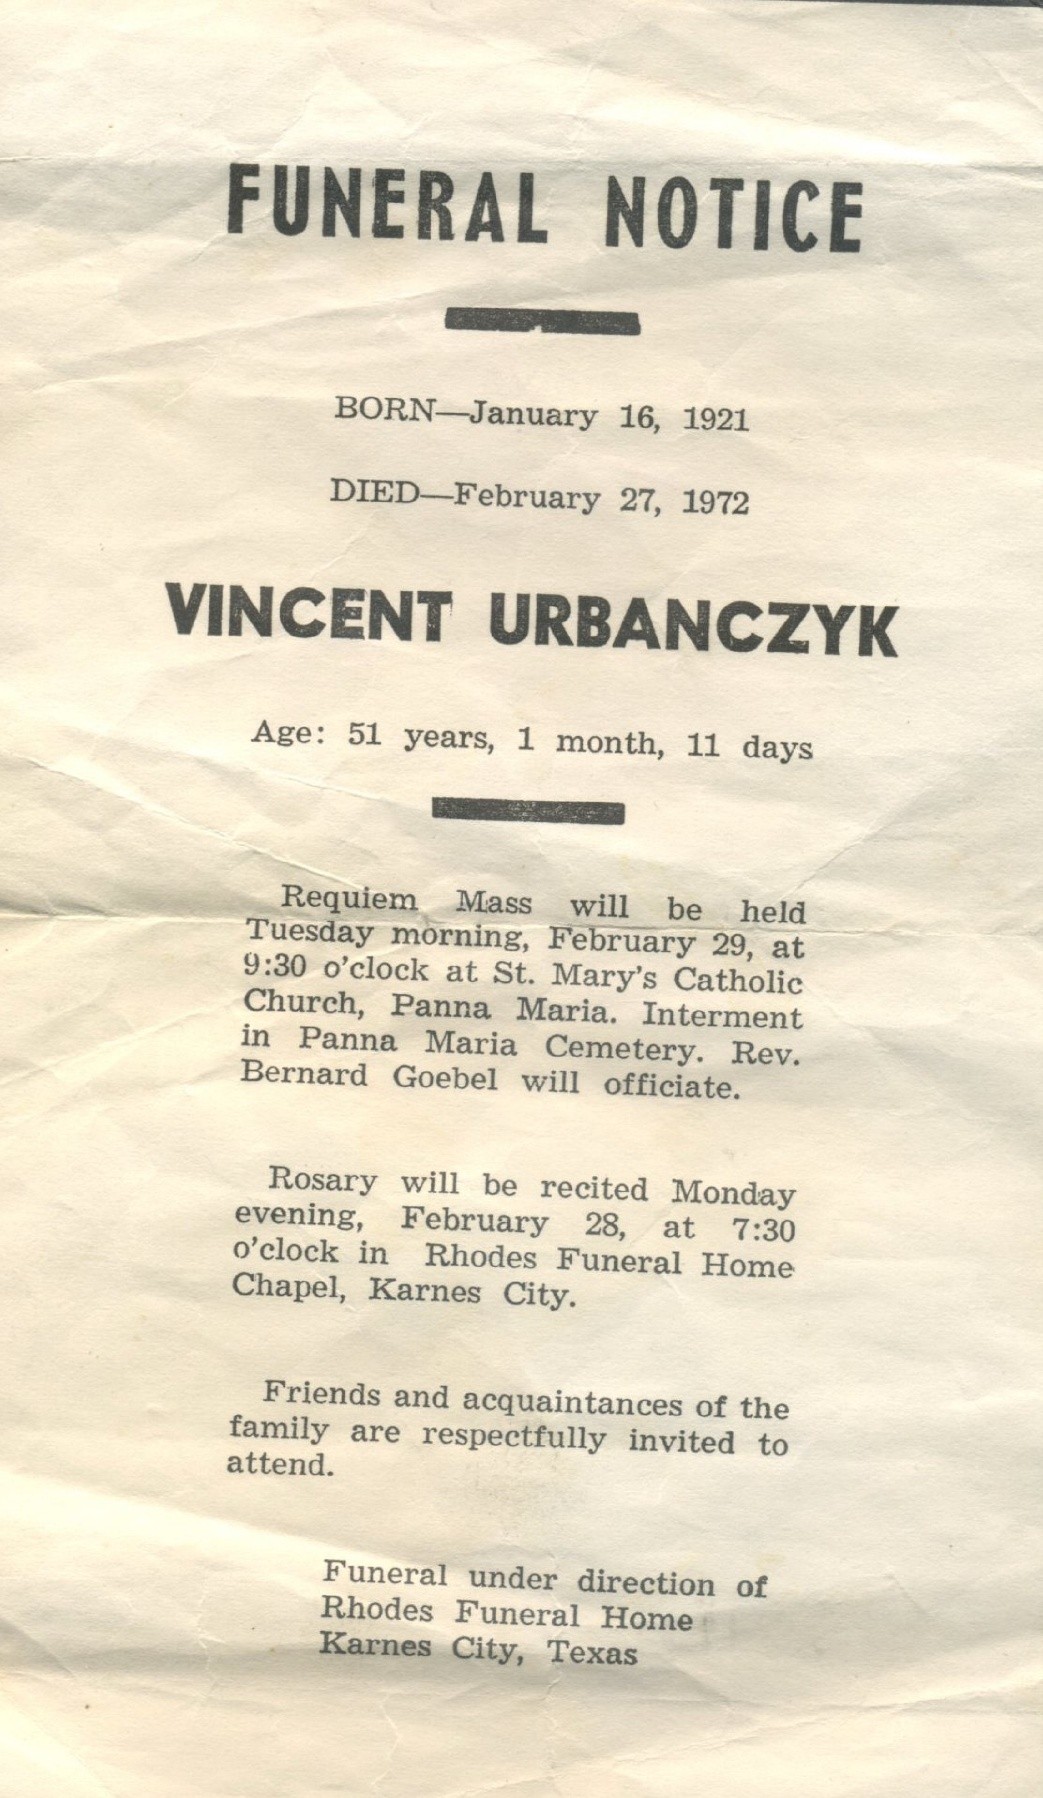 FUNERAL NOTICE
BORN—January 16, 1921
DIED—February 27, 1972
VINCENT URBANCZYK
Age: 51 years, 1 month, 11 days
Requiem Mass will be held
Tuesday morning, February 29, at
9:30 o'clock at St. Mary's Catholic
Church, Panna Maria. Interment
in Panna Maria Cemetery. Rev.
Bernard Goebel will officiate.
Rosary will be recited Monday
evening, February 28, at 7:30
o'clock in Rhodes Funeral Home
Chapel, Karnes City.
Friends and acquaintances of the
family are respectfully invited to
attend.
Funeral under direction of
Rhodes Funeral Home
Karnes City, Texas